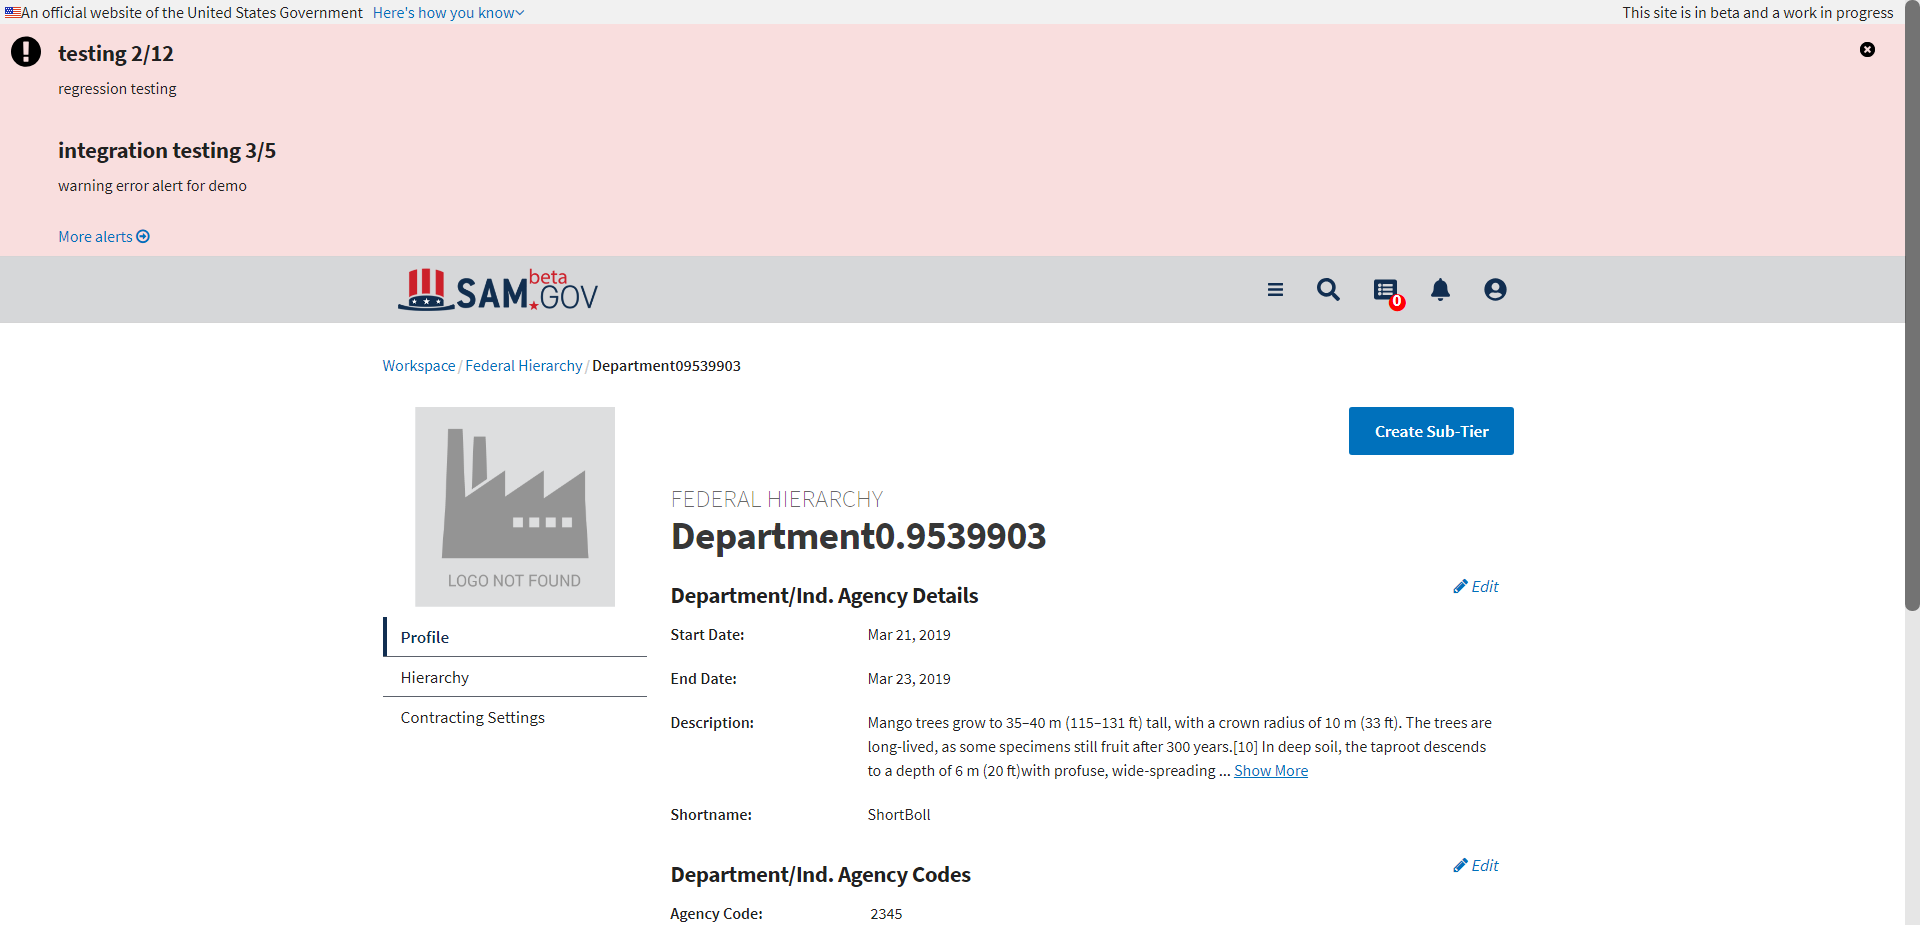 An official website of the United States Government Here's how you know
This site is in beta and a work in progress
testing 2/12
regression testing
integration testing 3/5
warning error alert for demo
More alerts
SAM.GOV beta
0
Workspace / Federal Hierarchy / Department09539903
LOGO NOT FOUND
Create Sub-Tier
Profile
Hierarchy
Contracting Settings
FEDERAL HIERARCHY
Department0.9539903
Department/Ind. Agency Details
Edit
Start Date: Mar 21, 2019
End Date: Mar 23, 2019
Description: Mango trees grow to 35–40 m (115–131 ft) tall, with a crown radius of 10 m (33 ft). The trees are
long-lived, as some specimens still fruit after 300 years.[10] In deep soil, the taproot descends
to a depth of 6 m (20 ft)with profuse, wide-spreading ... Show More
Shortname: ShortBoll
Department/Ind. Agency Codes
Edit
Agency Code: 2345